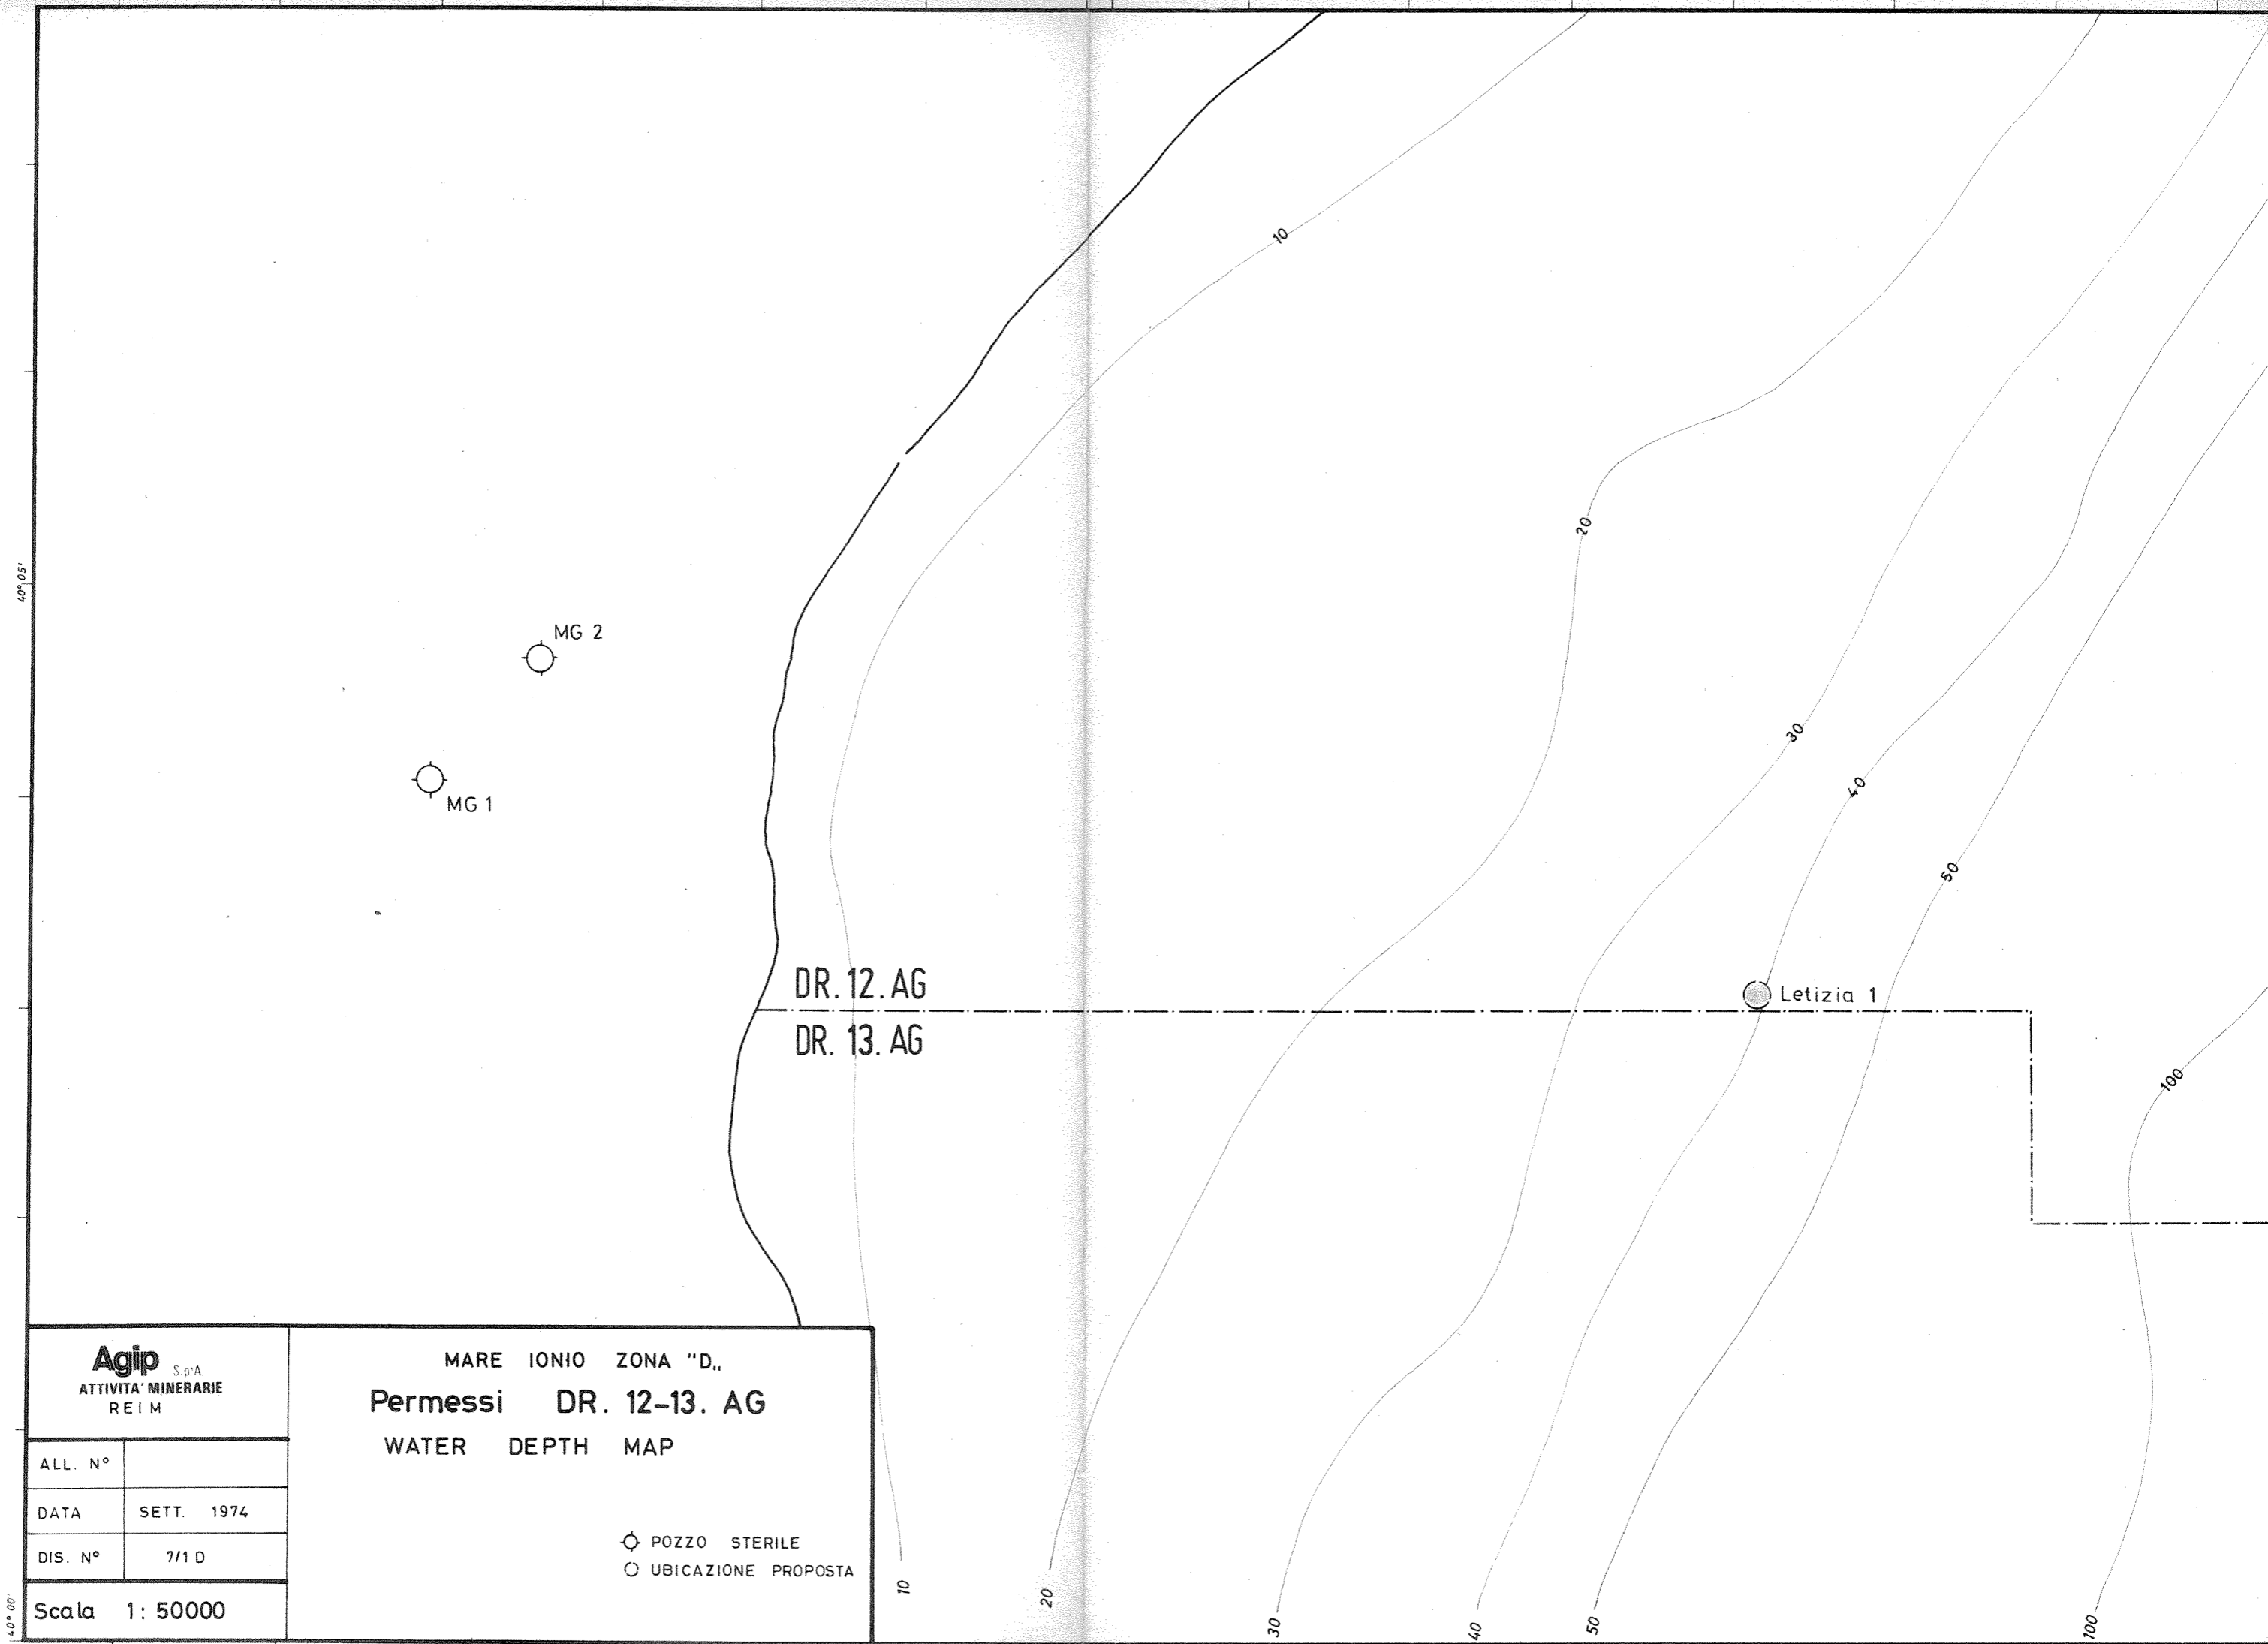 10
20
40° 05'
MG 2
30
40
MG 1
50
DR. 12. AG
Letizia 1
DR. 13. AG
100
Agip S.p.A.
ATTIVITA' MINERARIE
REIM
MARE IONIO ZONA "D„
Permessi DR. 12-13. AG
WATER DEPTH MAP
ALL. N°
DATA SETT. 1974
DIS. N° 7/1 D
Scala 1: 50000
POZZO STERILE
UBICAZIONE PROPOSTA
40° 00'
10
20
30
40
50
100